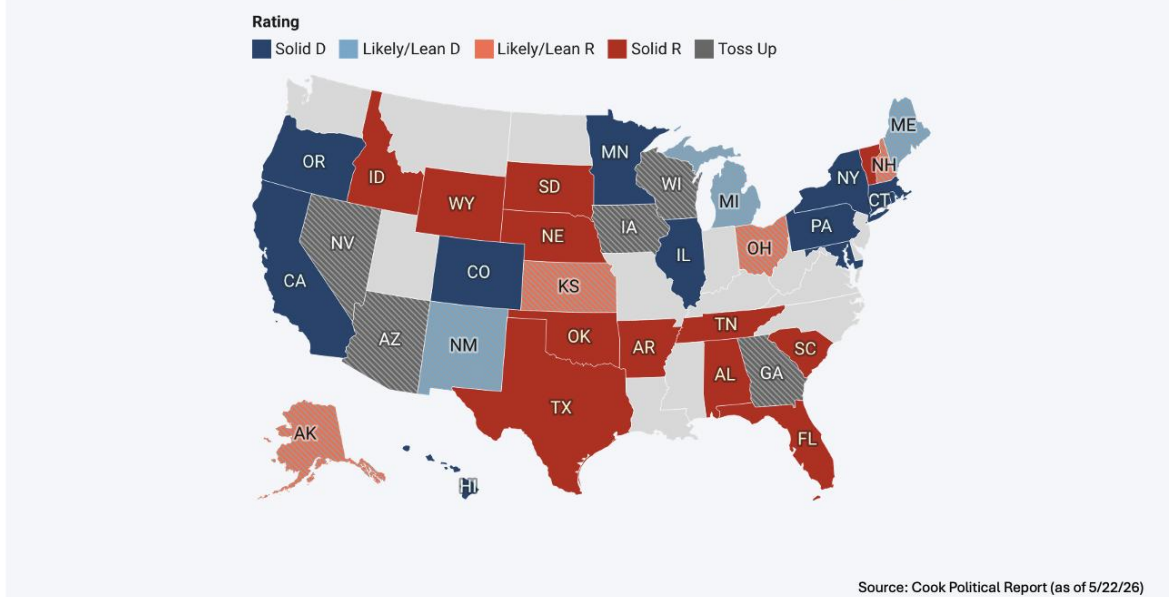 Rating
Solid D Likely/Lean D Likely/Lean R Solid R Toss Up
ME
OR
MN
NH
ID
WI
NY
SD
CT
WY
MI
IA
PA
NE
NV
OH
IL
CO
CA
KS
TN
AZ
OK
NM
AR
SC
AL
GA
TX
AK
FL
HI
Source: Cook Political Report (as of 5/22/26)